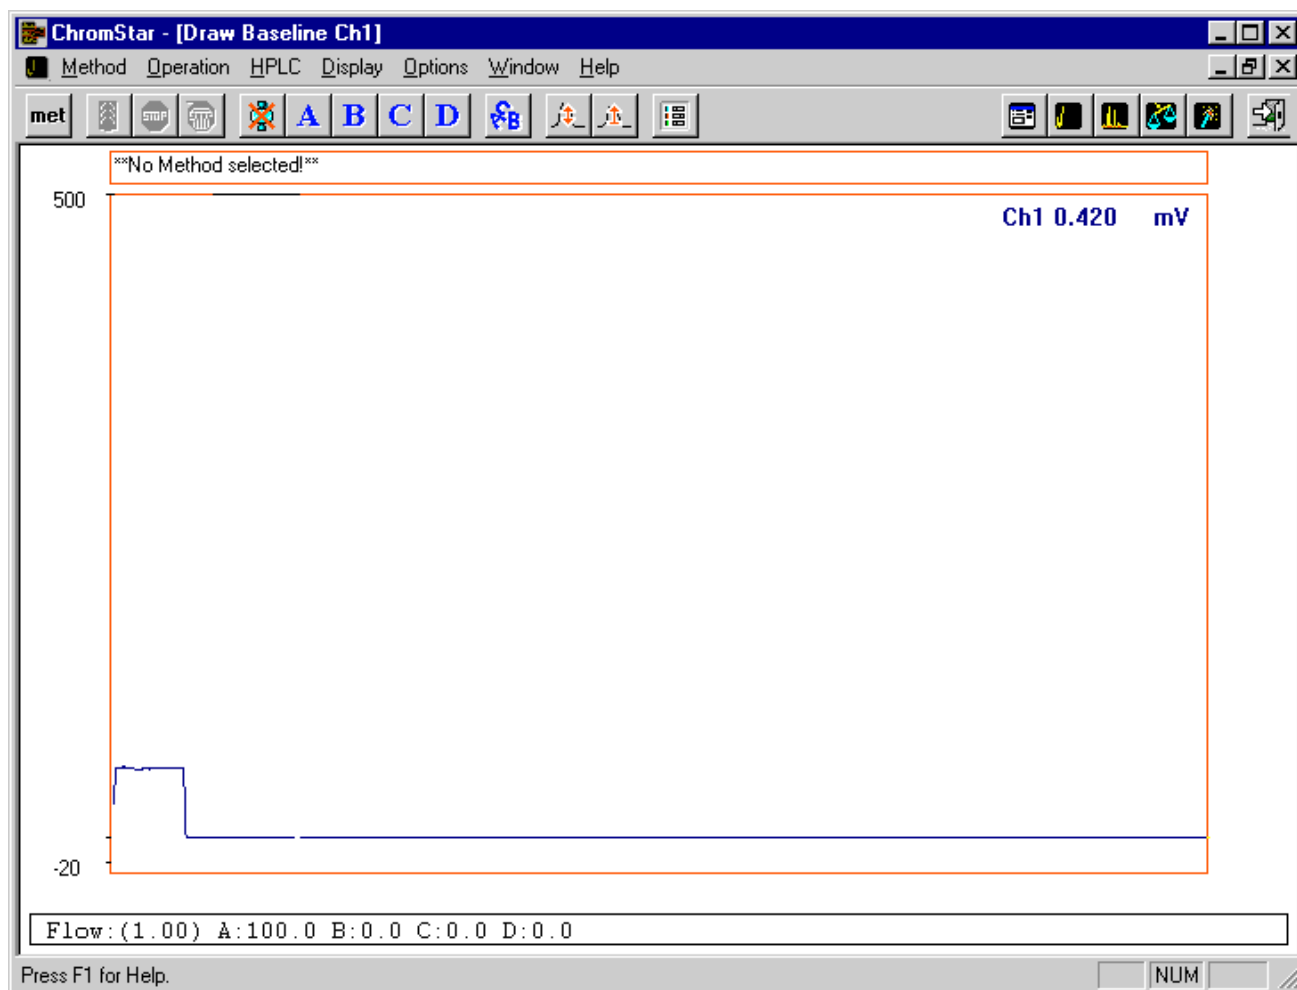 ChromStar - [Draw Baseline Ch1]
Method Operation HPLC Display Options Window Help
met STOP A B C D B
**No Method selected!**
500
Ch1 0.420 mV
-20
Flow:(1.00) A:100.0 B:0.0 C:0.0 D:0.0
Press F1 for Help.
NUM